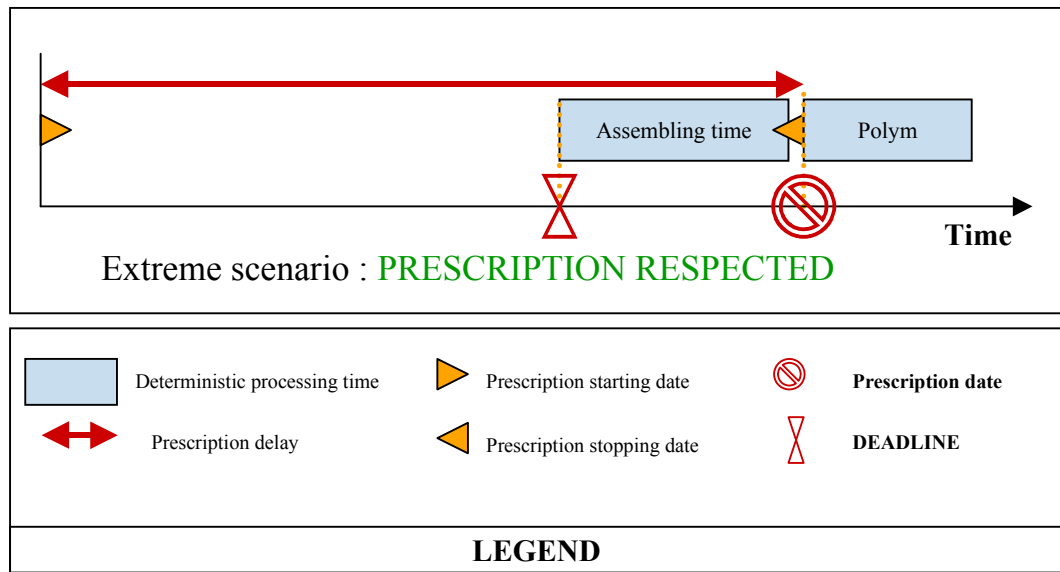 Assembling time
Polym
Time
Extreme scenario : PRESCRIPTION RESPECTED
Deterministic processing time
Prescription starting date
Prescription date
Prescription delay
Prescription stopping date
DEADLINE
LEGEND